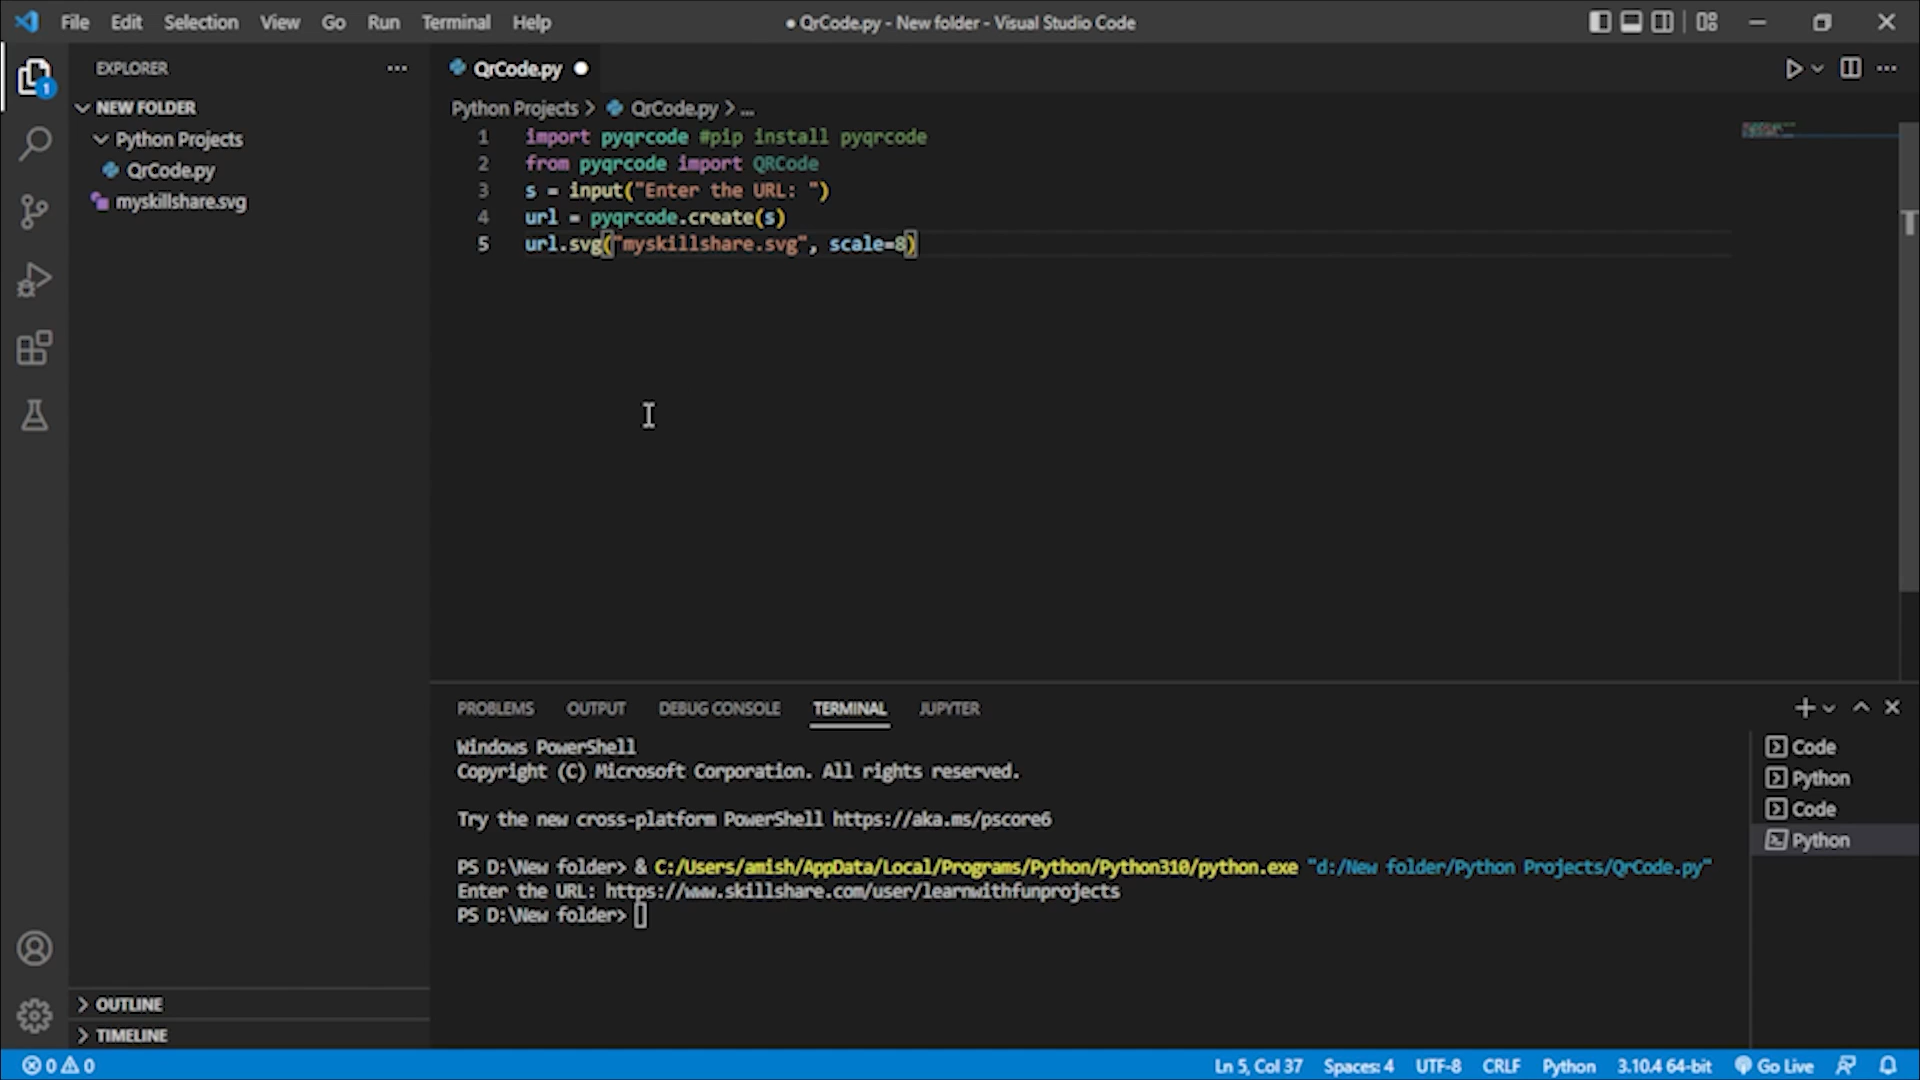 File Edit Selection View Go Run Terminal Help
● QrCode.py - New folder - Visual Studio Code
EXPLORER
NEW FOLDER
Python Projects
QrCode.py
myskillshare.svg
OUTLINE
TIMELINE
1
QrCode.py
Python Projects > QrCode.py > ...
1 import pyqrcode #pip install pyqrcode
2 from pyqrcode import QRCode
3 s = input("Enter the URL: ")
4 url = pyqrcode.create(s)
5 url.svg("myskillshare.svg", scale=8)
PROBLEMS OUTPUT DEBUG CONSOLE TERMINAL JUPYTER
Windows PowerShell
Copyright (C) Microsoft Corporation. All rights reserved.
Try the new cross-platform PowerShell https://aka.ms/pscore6
PS D:\New folder> & C:/Users/amish/AppData/Local/Programs/Python/Python310/python.exe "d:/New folder/Python Projects/QrCode.py"
Enter the URL: https://www.skillshare.com/user/learnwithfunprojects
PS D:\New folder>
Code
Python
Code
Python
0 0
Ln 5, Col 37 Spaces: 4 UTF-8 CRLF Python 3.10.4 64-bit Go Live